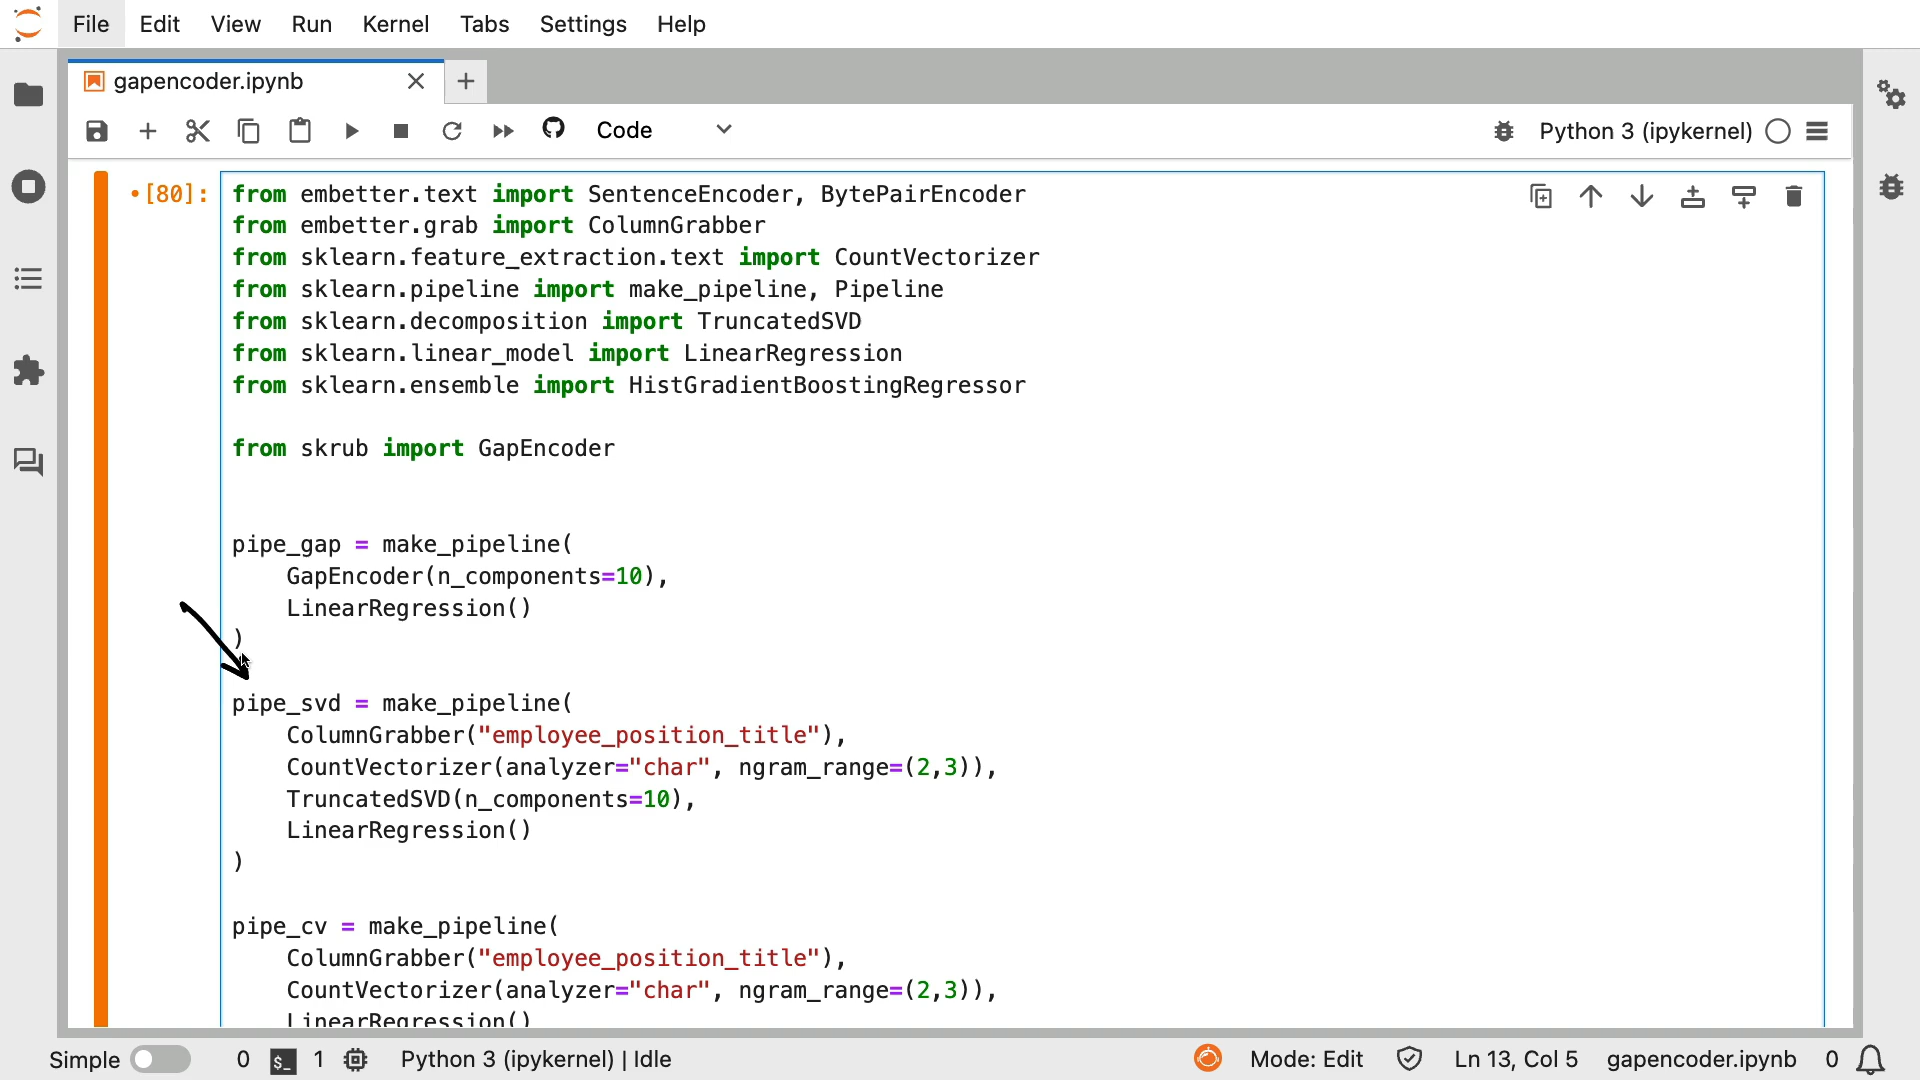 File Edit View Run Kernel Tabs Settings Help
gapencoder.ipynb
Code
Python 3 (ipykernel)
[80]:
from embetter.text import SentenceEncoder, BytePairEncoder
from embetter.grab import ColumnGrabber
from sklearn.feature_extraction.text import CountVectorizer
from sklearn.pipeline import make_pipeline, Pipeline
from sklearn.decomposition import TruncatedSVD
from sklearn.linear_model import LinearRegression
from sklearn.ensemble import HistGradientBoostingRegressor
from skrub import GapEncoder
pipe_gap = make_pipeline(
GapEncoder(n_components=10),
LinearRegression()
)
pipe_svd = make_pipeline(
ColumnGrabber("employee_position_title"),
CountVectorizer(analyzer="char", ngram_range=(2,3)),
TruncatedSVD(n_components=10),
LinearRegression()
)
pipe_cv = make_pipeline(
ColumnGrabber("employee_position_title"),
CountVectorizer(analyzer="char", ngram_range=(2,3)),
LinearRegression()
Simple 0 $_ 1 Python 3 (ipykernel) | Idle Mode: Edit Ln 13, Col 5 gapencoder.ipynb 0